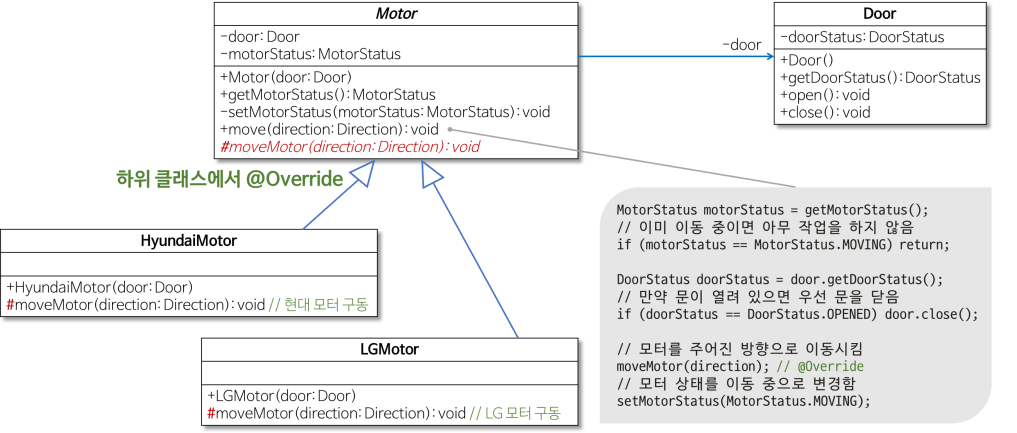 Motor
-door: Door
-motorStatus: MotorStatus
+Motor(door: Door)
+getMotorStatus(): MotorStatus
-setMotorStatus(motorStatus: MotorStatus): void
+move(direction: Direction): void
#moveMotor(direction: Direction): void
-door
Door
-doorStatus: DoorStatus
+Door()
+getDoorStatus(): DoorStatus
+open(): void
+close(): void
하위 클래스에서 @Override
HyundaiMotor
+HyundaiMotor(door: Door)
#moveMotor(direction: Direction): void // 현대 모터 구동
LGMotor
+LGMotor(door: Door)
#moveMotor(direction: Direction): void // LG 모터 구동
MotorStatus motorStatus = getMotorStatus();
// 이미 이동 중이면 아무 작업을 하지 않음
if (motorStatus == MotorStatus.MOVING) return;
DoorStatus doorStatus = door.getDoorStatus();
// 만약 문이 열려 있으면 우선 문을 닫음
if (doorStatus == DoorStatus.OPENED) door.close();
// 모터를 주어진 방향으로 이동시킴
moveMotor(direction); // @Override
// 모터 상태를 이동 중으로 변경함
setMotorStatus(MotorStatus.MOVING);